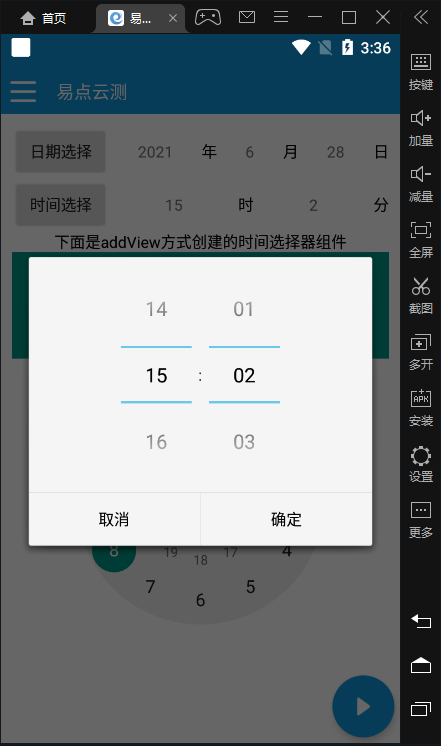 首页
易...
3:36
易点云测
日期选择 2021 年 6 月 28 日
时间选择 15 时 2 分
下面是addView方式创建的时间选择器组件
14 01
15 : 02
16 03
取消 确定
8 19 18 17 4
7 6 5
按键
加量
减量
全屏
截图
多开
APK
安装
设置
更多